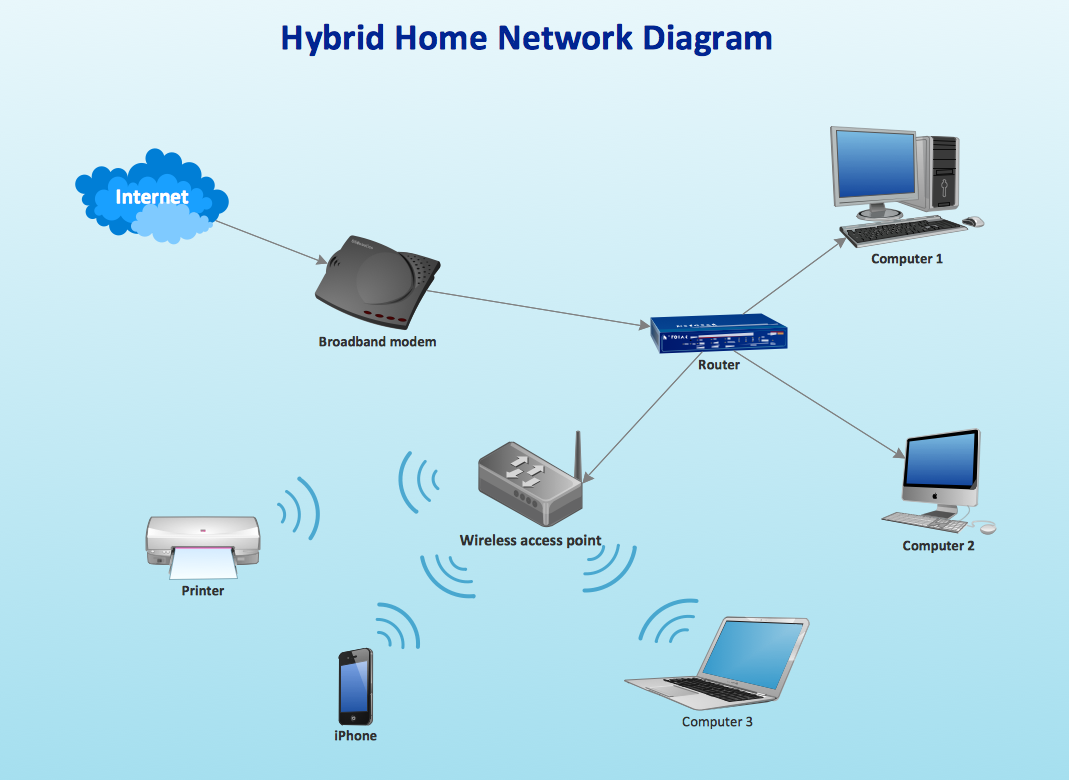 Hybrid Home Network Diagram
Internet
Computer 1
Broadband modem
Router
Wireless access point
Computer 2
Printer
Computer 3
iPhone